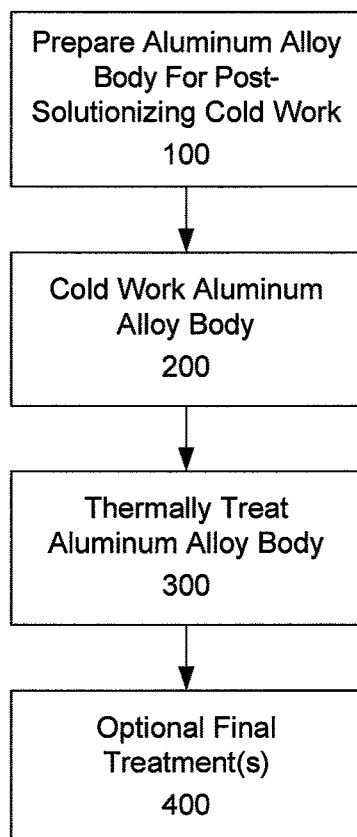 Prepare Aluminum Alloy
Body For Post-
Solutionizing Cold Work
100
Cold Work Aluminum
Alloy Body
200
Thermally Treat
Aluminum Alloy Body
300
Optional Final
Treatment(s)
400